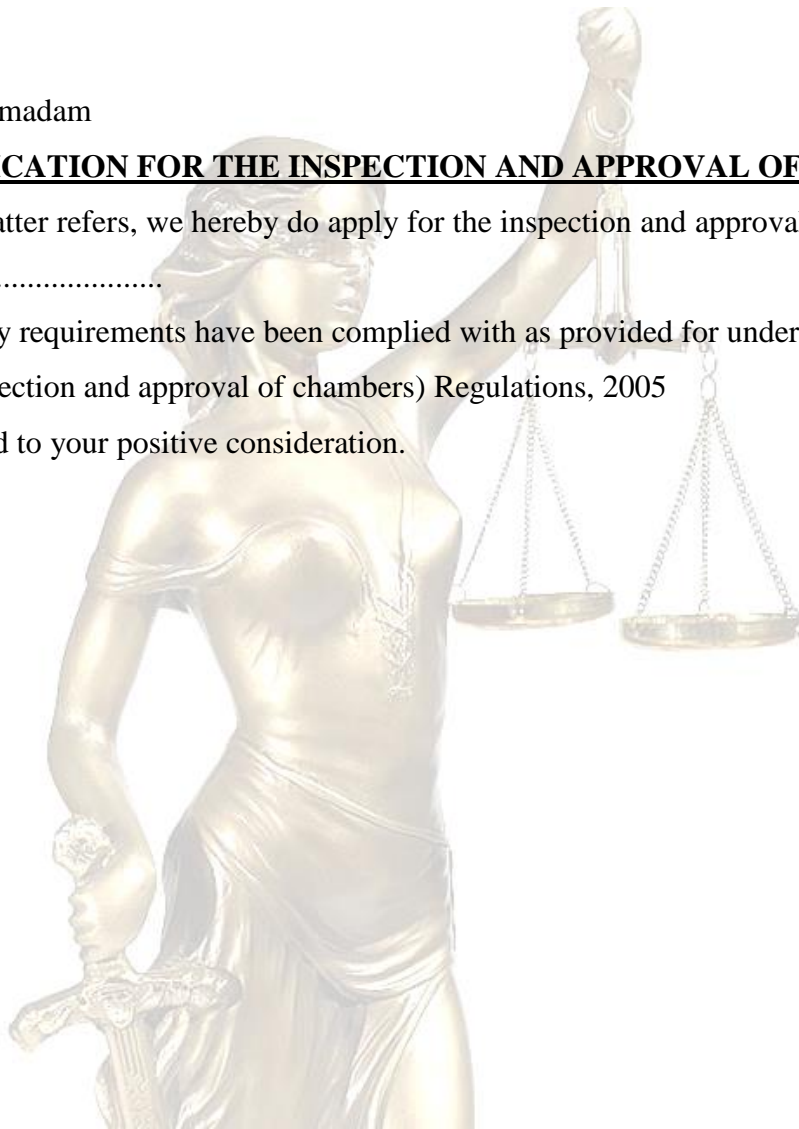 madam
ICATION FOR THE INSPECTION AND APPROVAL OF
atter refers, we hereby do apply for the inspection and approval
.....................
y requirements have been complied with as provided for under
ection and approval of chambers) Regulations, 2005
d to your positive consideration.